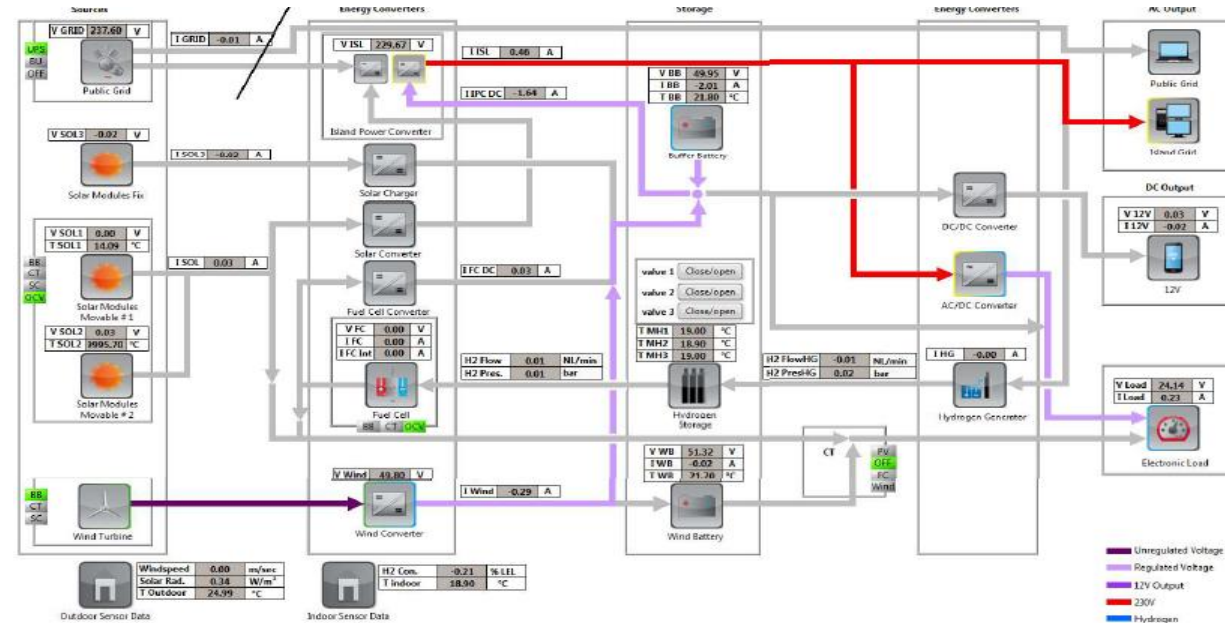 Sources
Energy Converters
Storage
Energy Converters
AC Output
V GRID 237.60 V
I GRID -0.01 A
UPS
BU
OFF
Public Grid
V ISL 229.67 V
I ISL 0.46 A
I IPC DC -1.64 A
Island Power Converter
V BB 49.95 V
I BB -2.01 A
T BB 21.80 °C
Buffer Battery
Public Grid
Island Grid
V SOL3 -0.02 V
I SOL3 -0.02 A
Solar Modules Fix
Solar Charger
DC Output
V 12V 0.03 V
I 12V -0.02 A
12V
DC/DC Converter
V SOL1 0.00 V
T SOL1 14.09 °C
BB
CT
SC
OCV
Solar Modules
Movable # 1
I SOL 0.03 A
Solar Converter
I FC DC 0.03 A
Fuel Cell Converter
value 1 Close/open
value 2 Close/open
value 3 Close/open
AC/DC Converter
V SOL2 0.03 V
T SOL2 3995.70 °C
Solar Modules
Movable # 2
V FC 0.00 V
I FC 0.00 A
I FC Int 0.00 A
Fuel Cell
BB CT OCV
H2 Flow 0.01 NL/min
H2 Pres. 0.01 bar
T MH1 19.00 °C
T MH2 18.90 °C
T MH3 19.00 °C
Hydrogen
Storage
H2 FlowHG -0.01 NL/min
H2 PresHG 0.02 bar
I HG -0.00 A
Hydrogen Generator
V Load 24.14 V
I Load 0.23 A
Electronic Load
CT
PV
OFF
FC
Wind
BB
CT
SC
Wind Turbine
V Wind 49.80 V
I Wind -0.29 A
Wind Converter
V WB 51.32 V
I WB -0.02 A
T WB 21.70 °C
Wind Battery
Windspeed 0.00 m/sec
Solar Rad. 0.34 W/m²
T Outdoor 24.99 °C
Outdoor Sensor Data
H2 Con. -0.21 % LEL
T indoor 18.90 °C
Indoor Sensor Data
Unregulated Voltage
Regulated Voltage
12V Output
230V
Hydrogen